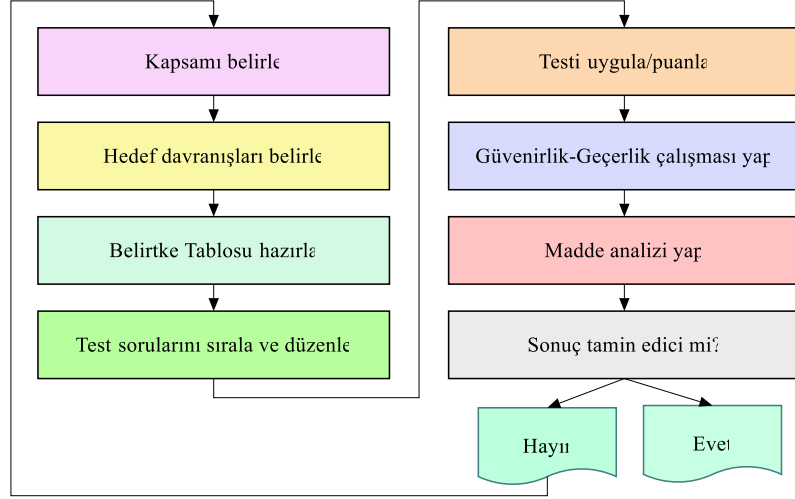 Kapsamı belirle
Hedef davranışları belirle
Belirtke Tablosu hazırla
Test sorularını sırala ve düzenle
Testi uygula/puanla
Güvenirlik-Geçerlik çalışması yap
Madde analizi yap
Sonuç tamin edici mi?
Hayır
Evet